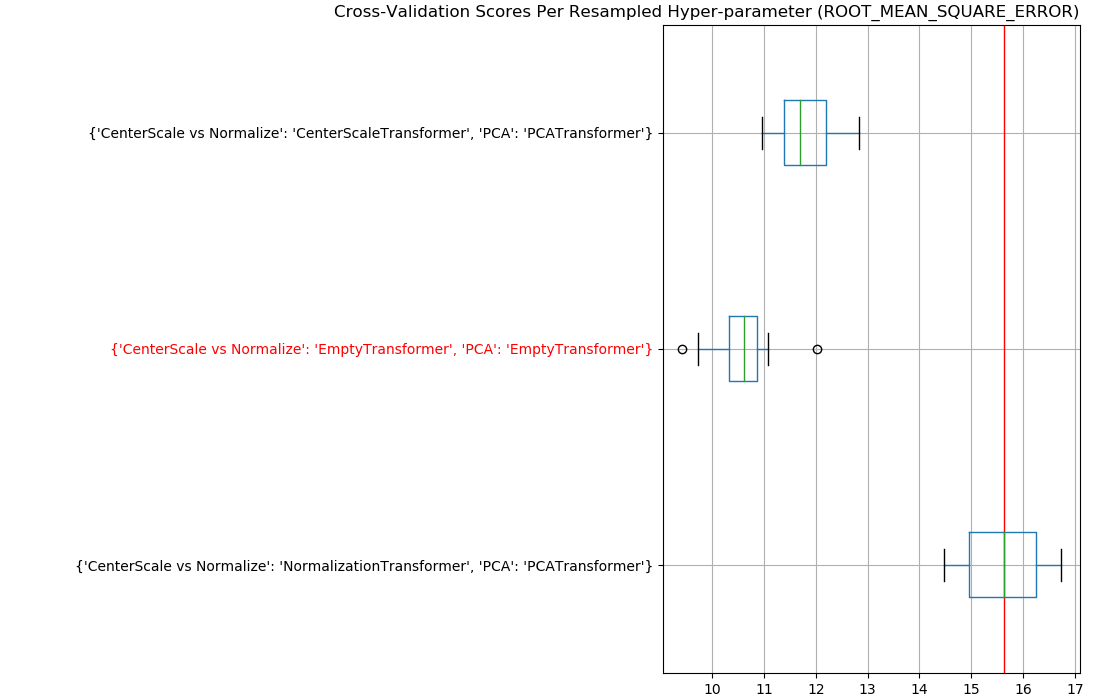 Cross-Validation Scores Per Resampled Hyper-parameter (ROOT_MEAN_SQUARE_ERROR)
{'CenterScale vs Normalize': 'CenterScaleTransformer', 'PCA': 'PCATransformer'}
{'CenterScale vs Normalize': 'EmptyTransformer', 'PCA': 'EmptyTransformer'}
{'CenterScale vs Normalize': 'NormalizationTransformer', 'PCA': 'PCATransformer'}
10 11 12 13 14 15 16 17